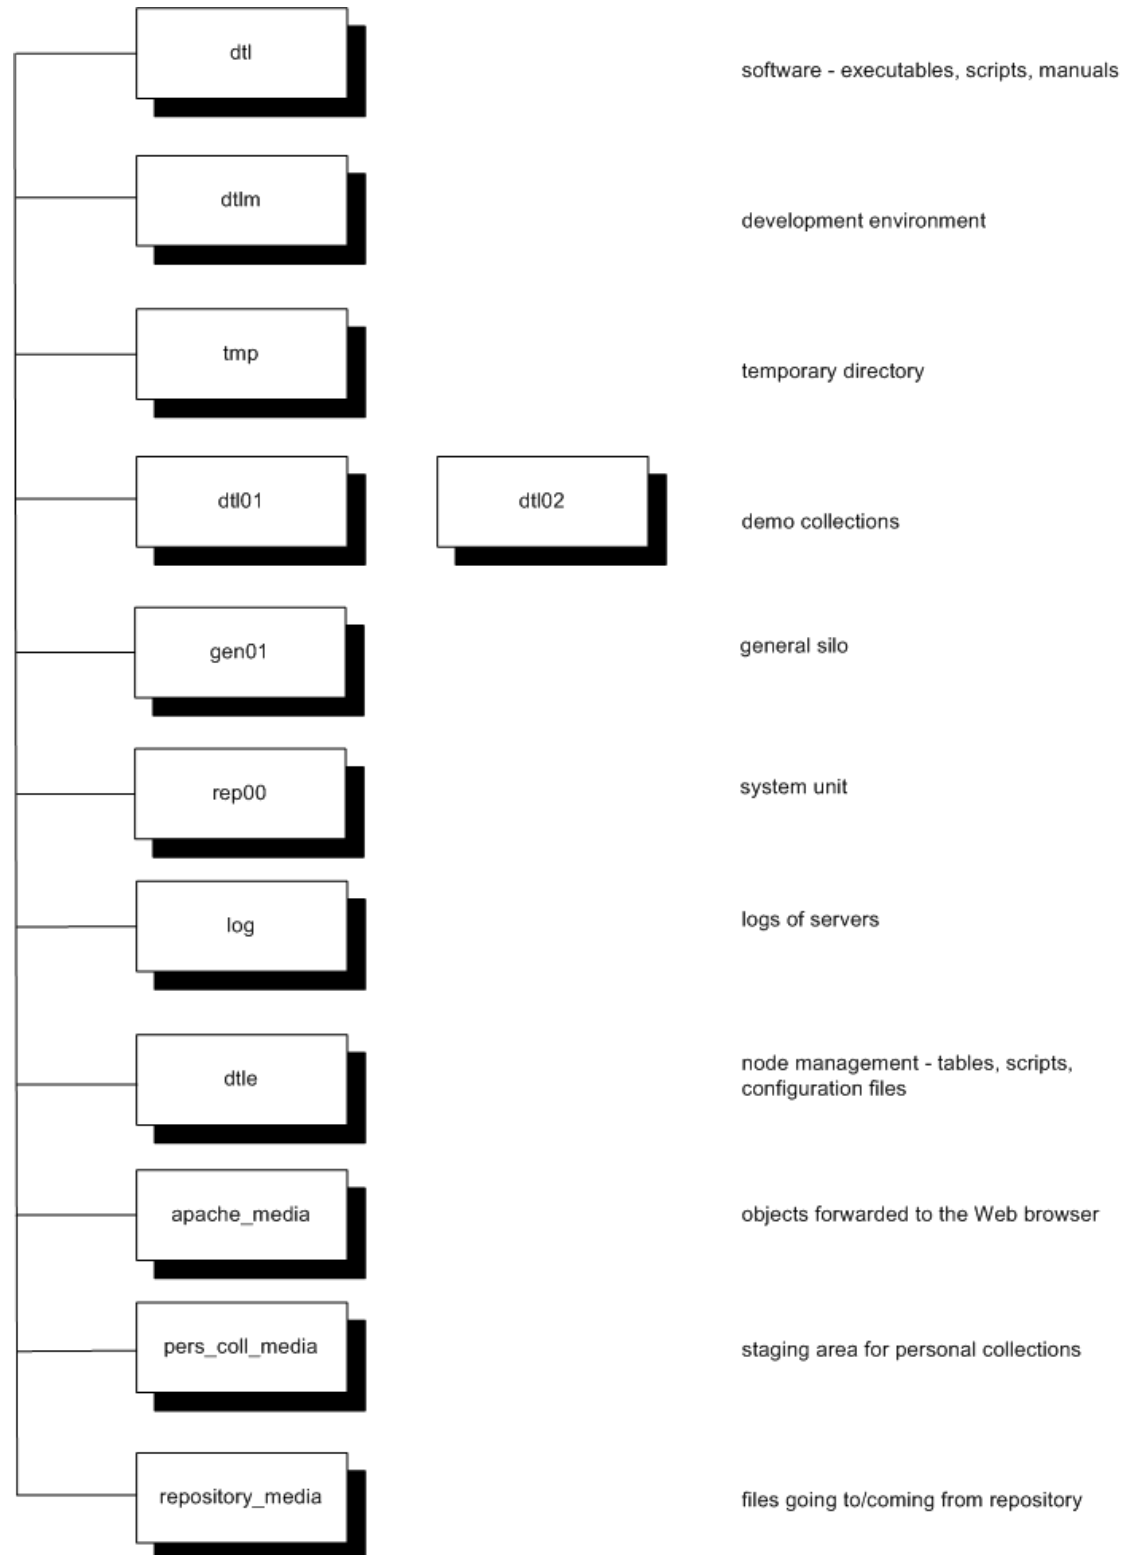 dtl
software - executables, scripts, manuals
dtlm
development environment
tmp
temporary directory
dtl01
dtl02
demo collections
gen01
general silo
rep00
system unit
log
logs of servers
dtle
node management - tables, scripts,
configuration files
apache_media
objects forwarded to the Web browser
pers_coll_media
staging area for personal collections
repository_media
files going to/coming from repository